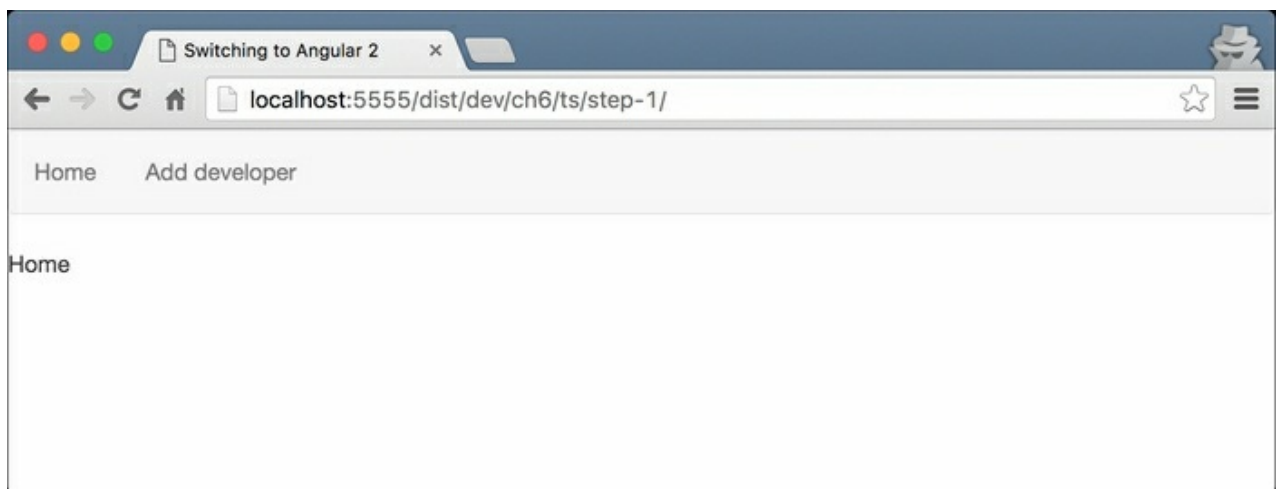 Switching to Angular 2
localhost:5555/dist/dev/ch6/ts/step-1/
Home Add developer
Home